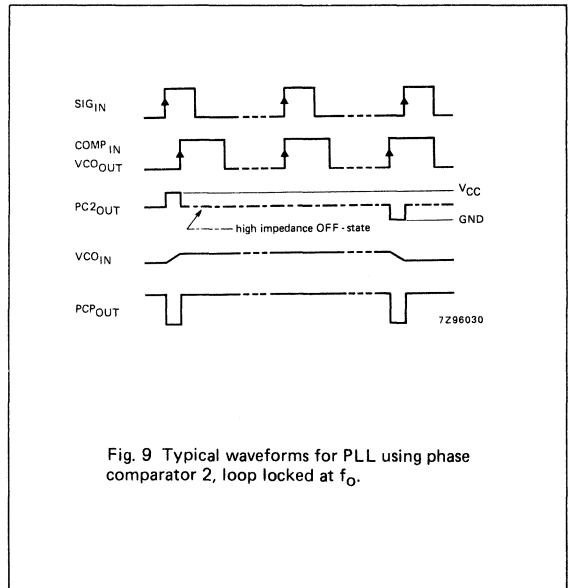 SIG_IN
COMP_IN
VCO_OUT
PC2_OUT
V_CC
GND
high impedance OFF-state
VCO_IN
PCP_OUT
7Z96030
Fig. 9 Typical waveforms for PLL using phase
comparator 2, loop locked at f_o.